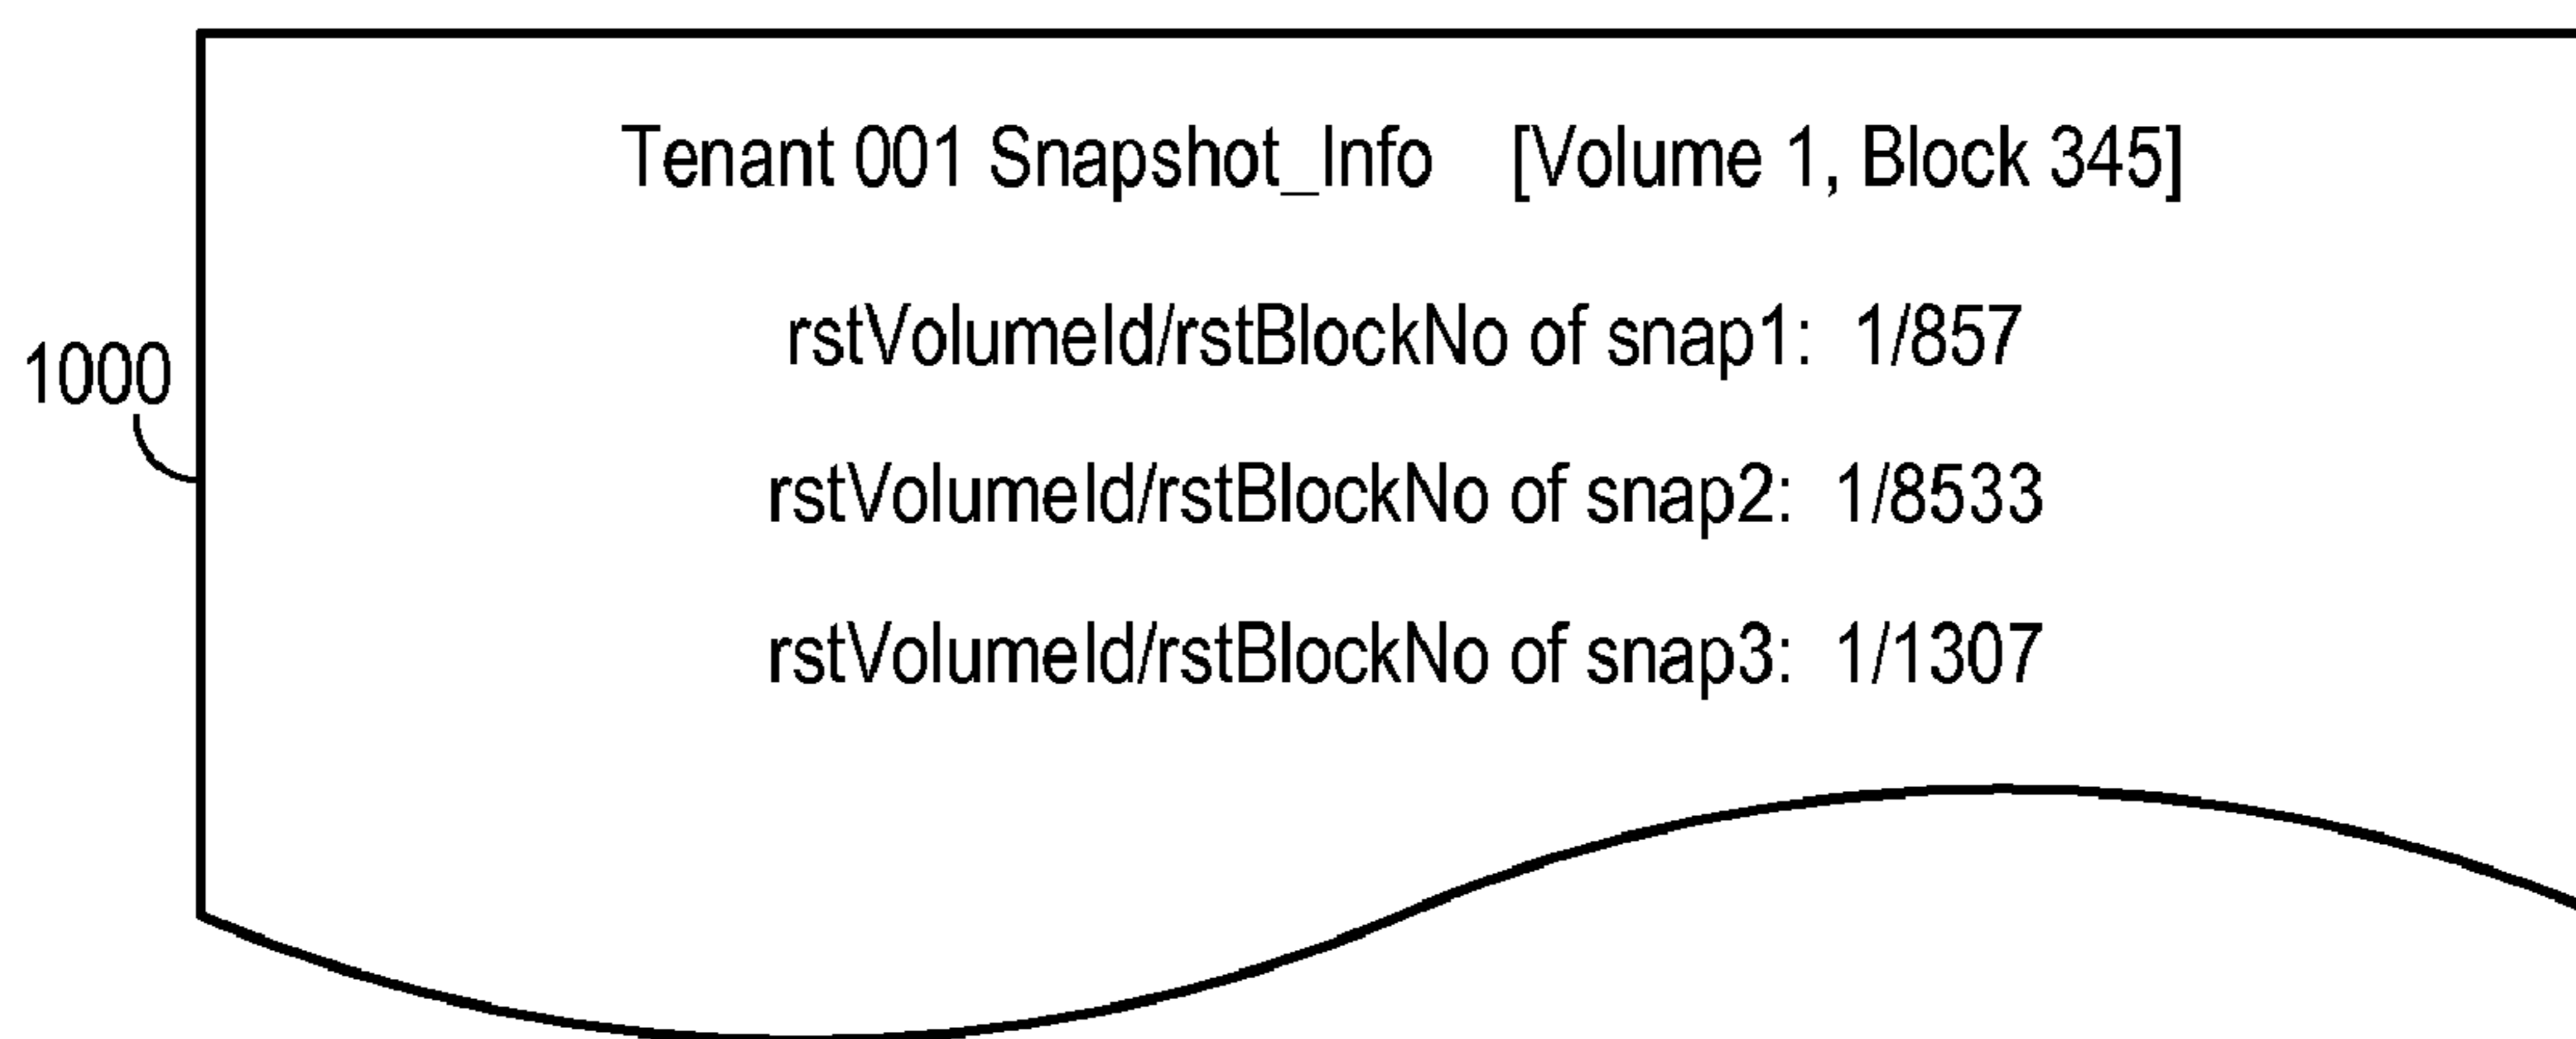 Tenant 001 Snapshot_Info [Volume 1, Block 345]
rstVolumeId/rstBlockNo of snap1: 1/857
1000
rstVolumeId/rstBlockNo of snap2: 1/8533
rstVolumeId/rstBlockNo of snap3: 1/1307